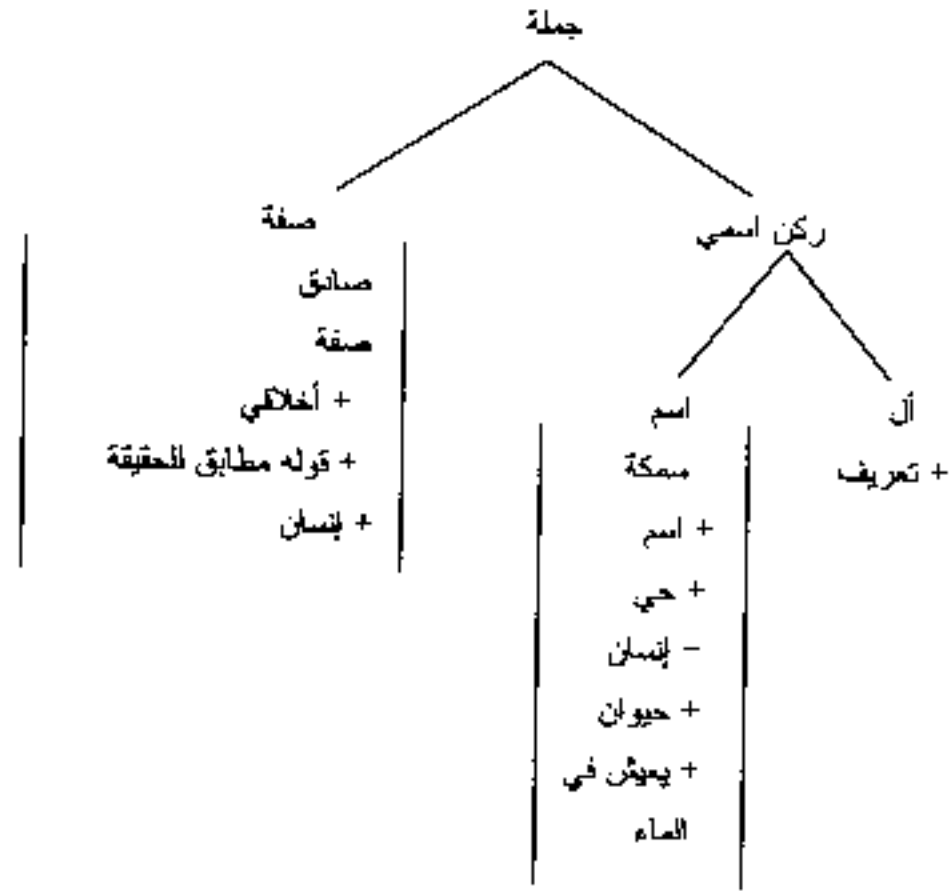 جملة
ركن اسمي
صفة
أل
+ تعريف
اسم
سمكة
+ اسم
+ حي
− إنسان
+ حيوان
+ يعيش في
الماء
صادق
صفة
+ أخلاقي
+ قوله مطابق للحقيقة
+ إنسان